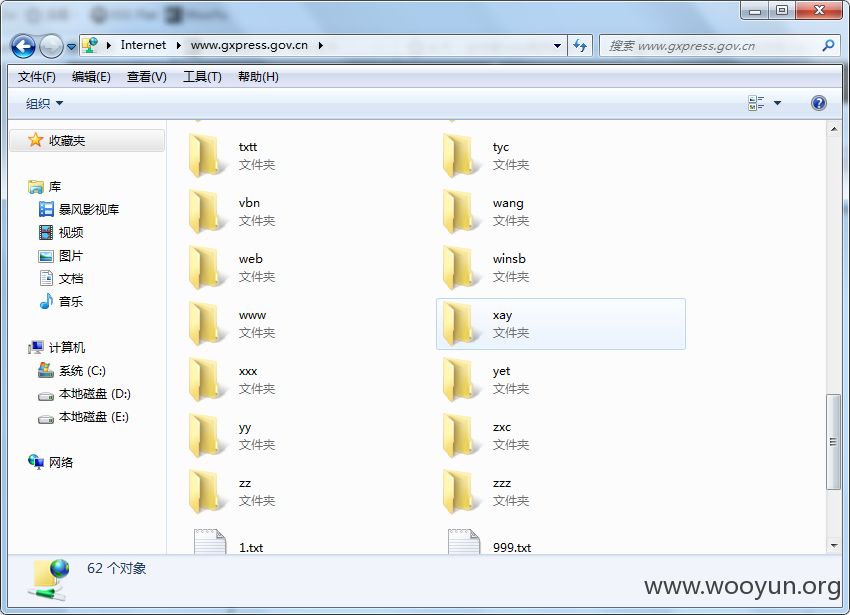 Internet www.gxpress.gov.cn
搜索 www.gxpress.gov.cn
文件(F) 编辑(E) 查看(V) 工具(T) 帮助(H)
组织
收藏夹
库
暴风影视库
视频
图片
文档
音乐
计算机
系统 (C:)
本地磁盘 (D:)
本地磁盘 (E:)
网络
txtt
文件夹
tyc
文件夹
vbn
文件夹
wang
文件夹
web
文件夹
winsb
文件夹
www
文件夹
xay
文件夹
xxx
文件夹
yet
文件夹
yy
文件夹
zxc
文件夹
zz
文件夹
zzz
文件夹
1.txt
999.txt
62 个对象
www.wooyun.org